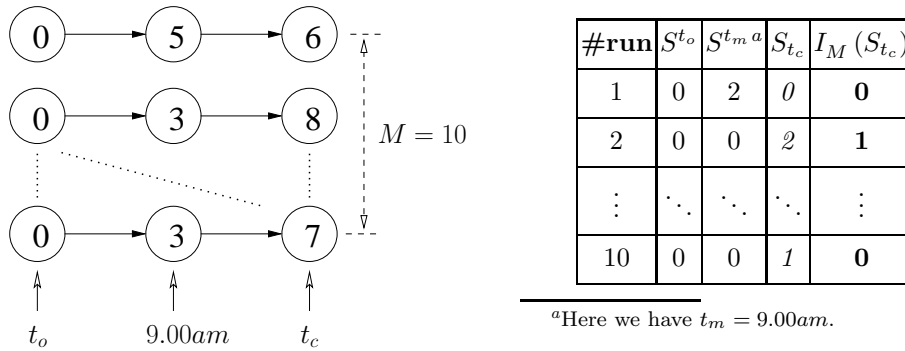 0 5 6
0 3 8
M = 10
0 3 7
t_o 9.00am t_c
#run S^{t_o} S^{t_m a} S_{t_c} I_M (S_{t_c})
1 0 2 0 0
2 0 0 2 1
⋮ ⋱ ⋱ ⋱ ⋮
10 0 0 1 0
^a Here we have t_m = 9.00am.